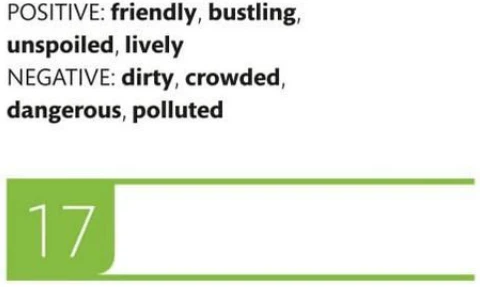 POSITIVE: friendly, bustling,
unspoiled, lively
NEGATIVE: dirty, crowded,
dangerous, polluted
17